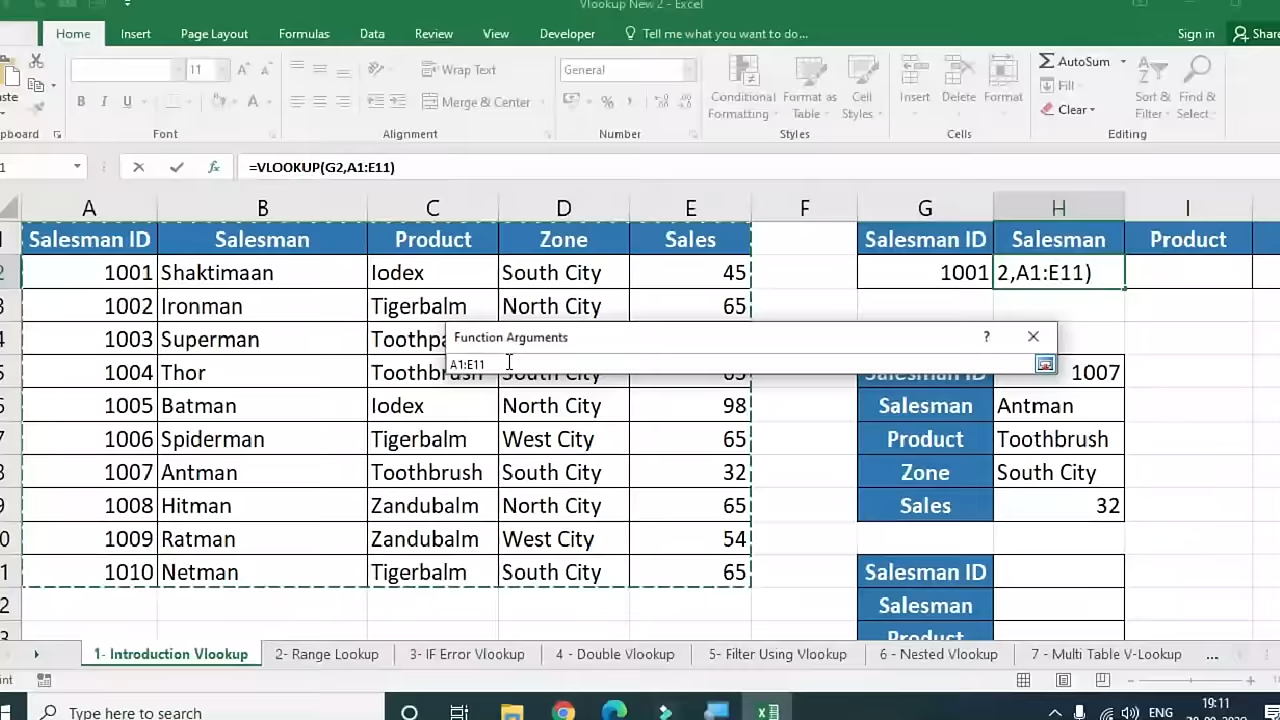 Vlookup New 2 - Excel
Home Insert Page Layout Formulas Data Review View Developer Tell me what you want to do... Sign in Share
11 A A Wrap Text General AutoSum
Fill
B I U A Merge & Center % Conditional Formatting Format as Table Cell Styles Insert Delete Format Clear Sort & Filter Find & Select
Font Alignment Number Styles Cells Editing
fx =VLOOKUP(G2,A1:E11)
A B C D E F G H I
Salesman ID Salesman Product Zone Sales Salesman ID Salesman Product
1001 Shaktimaan Iodex South City 45 1001 2,A1:E11)
1002 Ironman Tigerbalm North City 65
Function Arguments ?
1003 Superman
A1:E11
1004 Thor 1007
1005 Batman Iodex North City 98 Salesman Antman
1006 Spiderman Tigerbalm West City 65 Product Toothbrush
1007 Antman Toothbrush South City 32 Zone South City
1008 Hitman Zandubalm North City 65 Sales 32
1009 Ratman Zandubalm West City 54
1010 Netman Tigerbalm South City 65 Salesman ID
Salesman
Product
1- Introduction Vlookup 2- Range Lookup 3- IF Error Vlookup 4 - Double Vlookup 5- Filter Using Vlookup 6 - Nested Vlookup 7 - Multi Table V-Lookup ...
Type here to search ENG 19:11